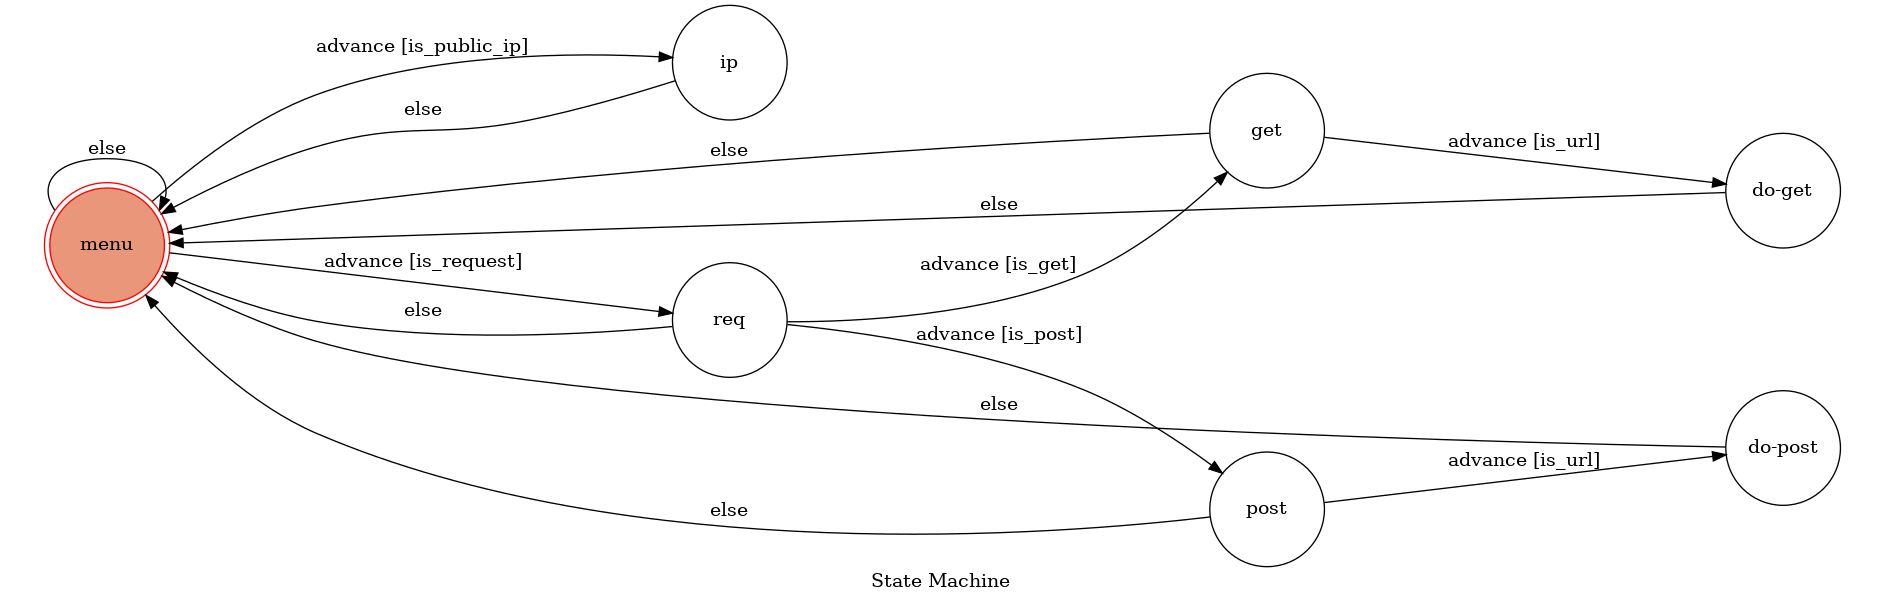 advance [is_public_ip]
ip
else
get
advance [is_url]
else
else
do-get
else
menu
advance [is_request]
advance [is_get]
else
req
advance [is_post]
else
do-post
advance [is_url]
else
post
State Machine